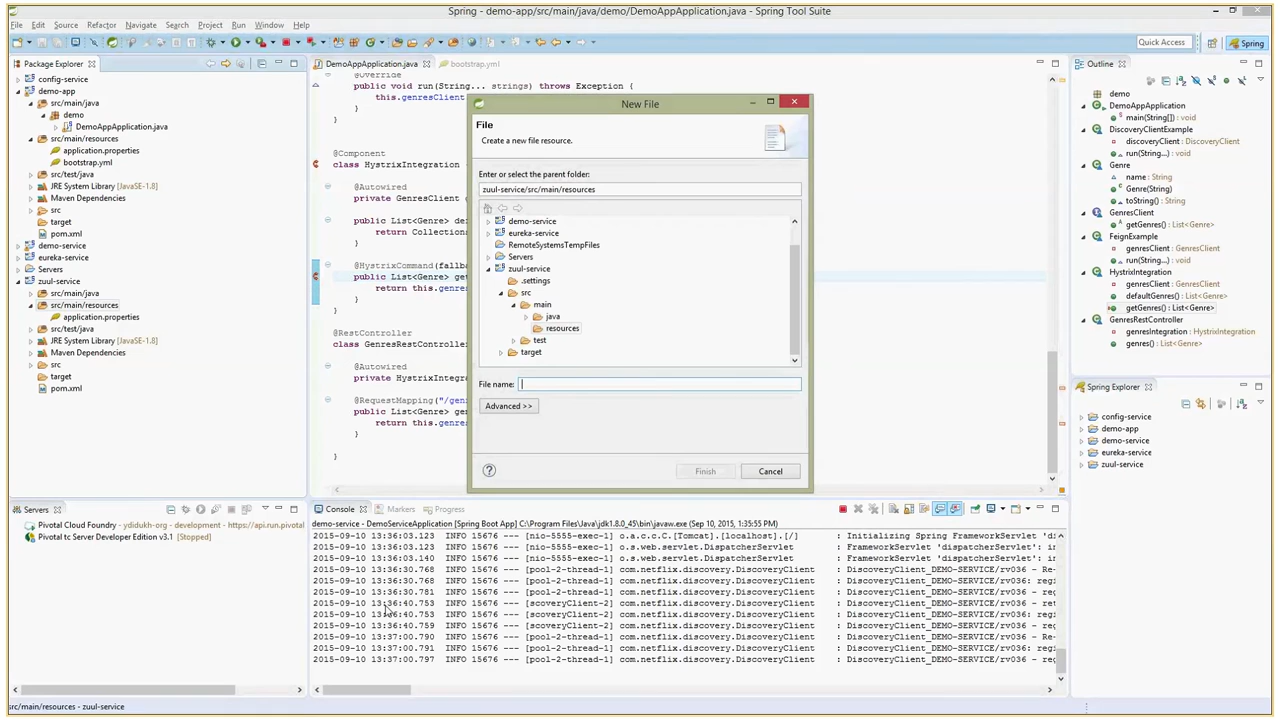 Spring - demo-app/src/main/java/demo/DemoAppApplication.java - Spring Tool Suite
File Edit Source Refactor Pivotal Navigate Search Project Run Window Help
Quick Access
Spring
Package Explorer
config-service
demo-app
src/main/java
demo
DemoAppApplication.java
src/main/resources
application.properties
bootstrap.yml
src/test/java
JRE System Library [JavaSE-1.8]
Maven Dependencies
src
target
pom.xml
demo-service
eureka-service
Servers
zuul-service
src/main/java
src/main/resources
application.properties
src/test/java
JRE System Library [JavaSE-1.8]
Maven Dependencies
src
target
pom.xml
DemoAppApplication.java
bootstrap.yml
@Override
public void run(String... strings) throws Exception {
this.genresClient
}
}
@Component
class HystrixIntegration
@Autowired
private GenresClient g
public List<Genre> de
return Collection
}
@HystrixCommand(fallba
public List<Genre> get
return this.genres
}
}
@RestController
class GenresRestController
@Autowired
private HystrixIntegr
@RequestMapping("/gen
public List<Genre> ge
return this.genre
}
}
New File
File
Create a new file resource.
Enter or select the parent folder:
zuul-service/src/main/resources
demo-service
eureka-service
RemoteSystemsTempFiles
Servers
zuul-service
.settings
src
main
java
resources
test
target
File name:
Advanced >>
Finish
Cancel
Outline
demo
DemoAppApplication
main(String[]) : void
DiscoveryClientExample
discoveryClient : DiscoveryClient
run(String...) : void
Genre
name : String
Genre(String)
toString() : String
GenresClient
getGenres() : List<Genre>
FeignExample
genresClient : GenresClient
run(String...) : void
HystrixIntegration
genresClient : GenresClient
defaultGenres() : List<Genre>
getGenres() : List<Genre>
GenresRestController
genresIntegration : HystrixIntegration
genres() : List<Genre>
Spring Explorer
config-service
demo-app
demo-service
eureka-service
zuul-service
Servers
Pivotal Cloud Foundry - ydidukh-org - development - https://api.run.pivotal
Pivotal tc Server Developer Edition v3.1 [Stopped]
Console Markers Progress
demo-service - DemoServiceApplication [Spring Boot App] C:\Program Files\Java\jdk1.8.0_45\bin\javaw.exe (Sep 10, 2015, 1:35:55 PM)
2015-09-10 13:36:03.123 INFO 15676 --- [nio-5555-exec-1] o.a.c.c.C.[Tomcat].[localhost].[/] : Initializing Spring FrameworkServlet 'di
2015-09-10 13:36:03.123 INFO 15676 --- [nio-5555-exec-1] o.s.web.servlet.DispatcherServlet : FrameworkServlet 'dispatcherServlet': in
2015-09-10 13:36:03.140 INFO 15676 --- [nio-5555-exec-1] o.s.web.servlet.DispatcherServlet : FrameworkServlet 'dispatcherServlet': in
2015-09-10 13:36:30.768 INFO 15676 --- [pool-2-thread-1] com.netflix.discovery.DiscoveryClient : DiscoveryClient_DEMO-SERVICE/rv036 - Re-
2015-09-10 13:36:30.768 INFO 15676 --- [pool-2-thread-1] com.netflix.discovery.DiscoveryClient : DiscoveryClient_DEMO-SERVICE/rv036: regi
2015-09-10 13:36:30.781 INFO 15676 --- [pool-2-thread-1] com.netflix.discovery.DiscoveryClient : DiscoveryClient_DEMO-SERVICE/rv036 - reg
2015-09-10 13:36:40.753 INFO 15676 --- [scoveryClient-2] com.netflix.discovery.DiscoveryClient : DiscoveryClient_DEMO-SERVICE/rv036 - ret
2015-09-10 13:36:40.753 INFO 15676 --- [scoveryClient-2] com.netflix.discovery.DiscoveryClient : DiscoveryClient_DEMO-SERVICE/rv036: regi
2015-09-10 13:36:40.759 INFO 15676 --- [scoveryClient-2] com.netflix.discovery.DiscoveryClient : DiscoveryClient_DEMO-SERVICE/rv036 - reg
2015-09-10 13:37:00.790 INFO 15676 --- [pool-2-thread-1] com.netflix.discovery.DiscoveryClient : DiscoveryClient_DEMO-SERVICE/rv036 - Re-
2015-09-10 13:37:00.791 INFO 15676 --- [pool-2-thread-1] com.netflix.discovery.DiscoveryClient : DiscoveryClient_DEMO-SERVICE/rv036: regi
2015-09-10 13:37:00.797 INFO 15676 --- [pool-2-thread-1] com.netflix.discovery.DiscoveryClient : DiscoveryClient_DEMO-SERVICE/rv036 - reg
src/main/resources - zuul-service